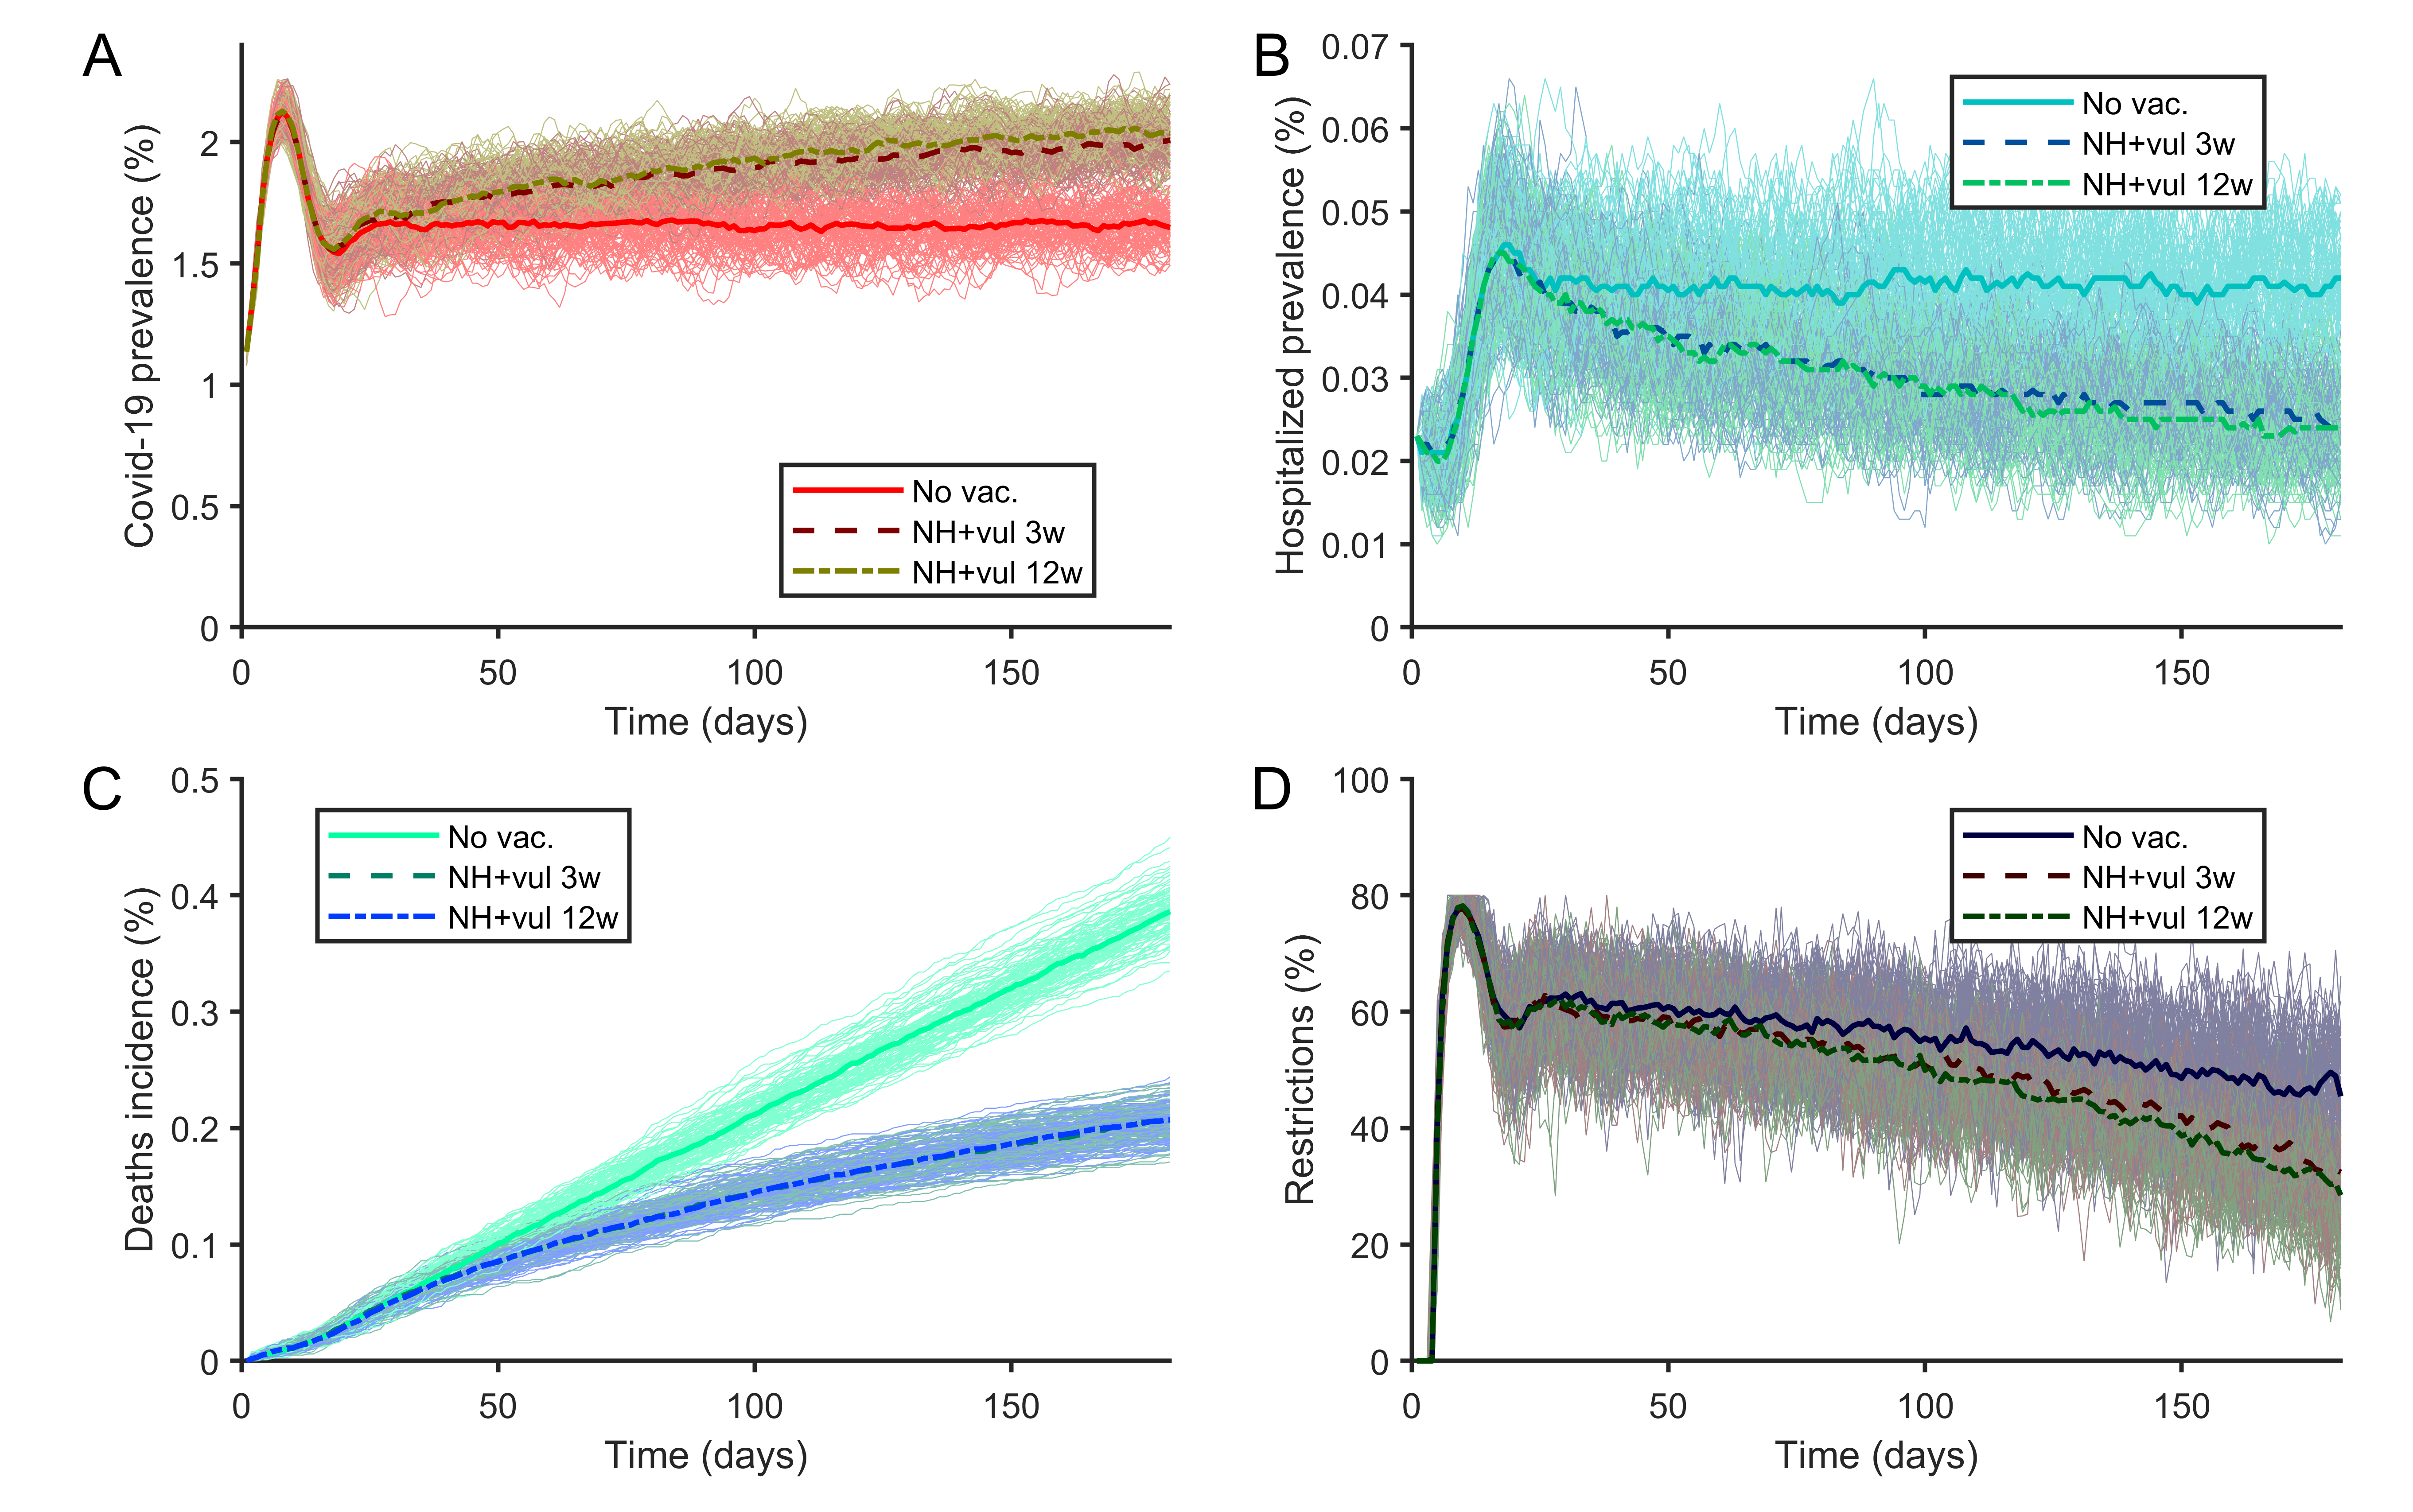 A
Covid-19 prevalence (%)
2
1.5
1
0.5
0
0
50
100
150
Time (days)
No vac.
NH+vul 3w
NH+vul 12w
B
Hospitalized prevalence (%)
0.07
0.06
0.05
0.04
0.03
0.02
0.01
0
0
50
100
150
Time (days)
No vac.
NH+vul 3w
NH+vul 12w
C
Deaths incidence (%)
0.5
0.4
0.3
0.2
0.1
0
0
50
100
150
Time (days)
No vac.
NH+vul 3w
NH+vul 12w
D
Restrictions (%)
100
80
60
40
20
0
0
50
100
150
Time (days)
No vac.
NH+vul 3w
NH+vul 12w